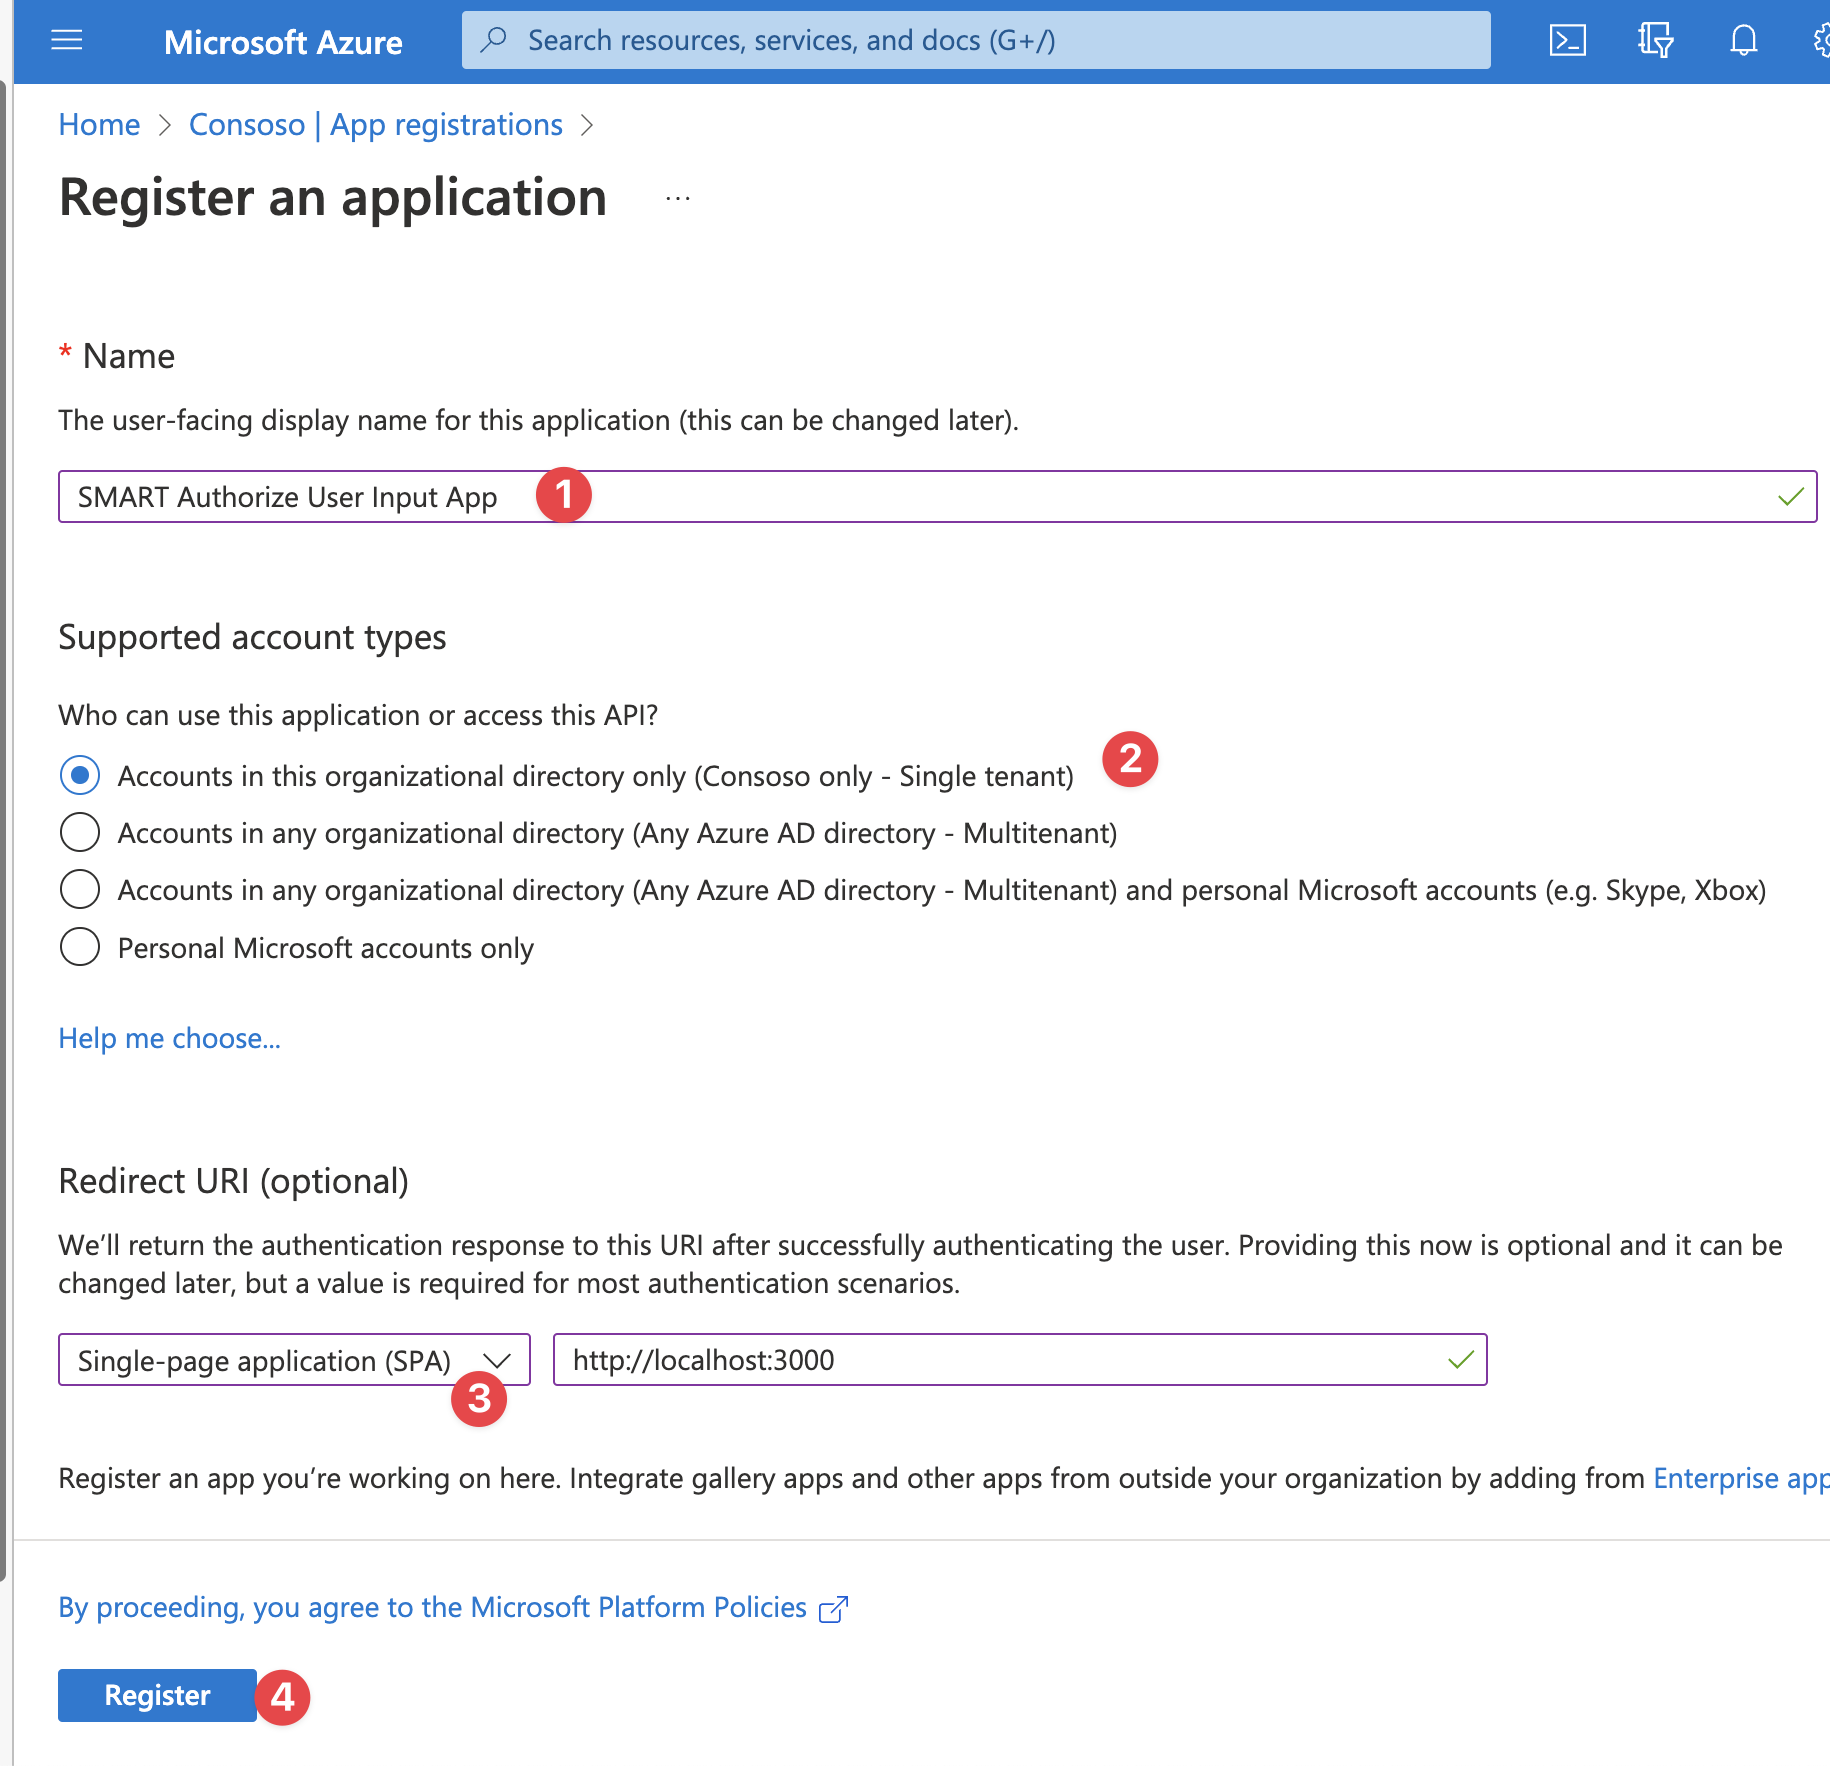 Microsoft Azure
Search resources, services, and docs (G+/)
Home > Consoso | App registrations >
Register an application ...
* Name
The user-facing display name for this application (this can be changed later).
SMART Authorize User Input App 1
Supported account types
Who can use this application or access this API?
Accounts in this organizational directory only (Consoso only - Single tenant) 2
Accounts in any organizational directory (Any Azure AD directory - Multitenant)
Accounts in any organizational directory (Any Azure AD directory - Multitenant) and personal Microsoft accounts (e.g. Skype, Xbox)
Personal Microsoft accounts only
Help me choose...
Redirect URI (optional)
We’ll return the authentication response to this URI after successfully authenticating the user. Providing this now is optional and it can be
changed later, but a value is required for most authentication scenarios.
Single-page application (SPA) http://localhost:3000
3
Register an app you’re working on here. Integrate gallery apps and other apps from outside your organization by adding from Enterprise app
By proceeding, you agree to the Microsoft Platform Policies
Register 4